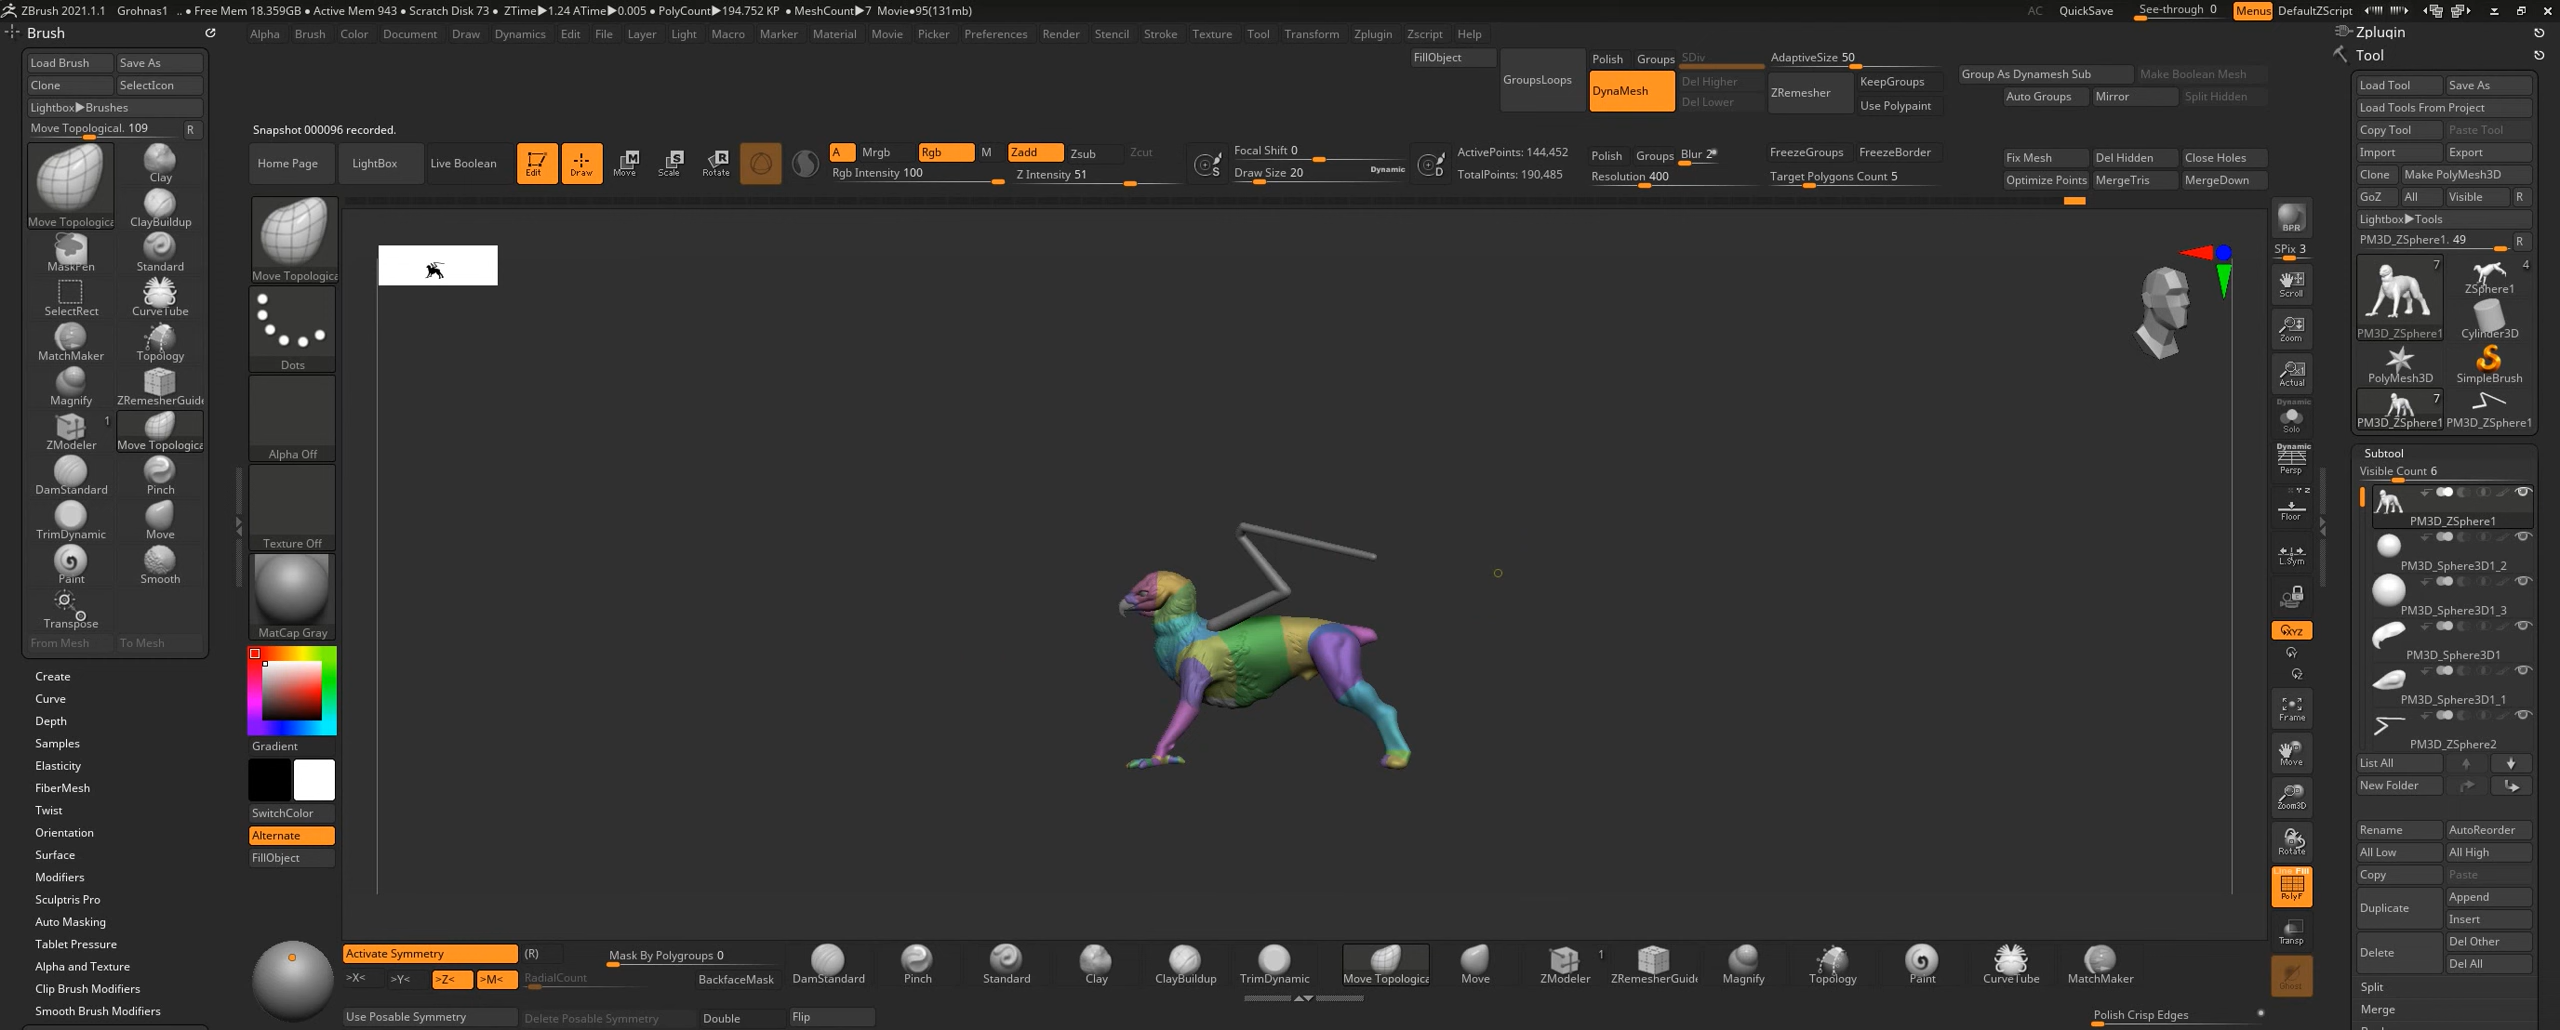 ZBrush 2021.1.1 Grohnas1 .. • Free Mem 18.359GB • Active Mem 943 • Scratch Disk 73 • ZTime▶1.24 ATime▶0.005 • PolyCount▶194.752 KP • MeshCount▶7 Movie•95(131mb)
AC QuickSave See-through 0 Menus DefaultZScript
Brush
Alpha Brush Color Document Draw Dynamics Edit File Layer Light Macro Marker Material Movie Picker Preferences Render Stencil Stroke Texture Tool Transform Zplugin Zscript Help
Zplugin
Tool
Load Brush Save As
Clone SelectIcon
Lightbox▶Brushes
Move Topological. 109 R
Move Topologica
Clay
ClayBuildup
MaskPen
Standard
SelectRect
CurveTube
MatchMaker
Topology
Magnify
ZRemesherGuide
ZModeler 1
Move Topologica
DamStandard
Pinch
TrimDynamic
Move
Paint
Smooth
Transpose
From Mesh To Mesh
Create
Curve
Depth
Samples
Elasticity
FiberMesh
Twist
Orientation
Surface
Modifiers
Sculptris Pro
Auto Masking
Tablet Pressure
Alpha and Texture
Clip Brush Modifiers
Smooth Brush Modifiers
FillObject
GroupsLoops
Polish Groups
DynaMesh
SDiv
Del Higher
Del Lower
AdaptiveSize 50
ZRemesher
KeepGroups
Use Polypaint
Group As Dynamesh Sub Make Boolean Mesh
Auto Groups Mirror Split Hidden
Snapshot 000096 recorded.
Home Page LightBox Live Boolean
Edit Draw Move Scale Rotate
A Mrgb Rgb M Zadd Zsub Zcut
Rgb Intensity 100 Z Intensity 51
Focal Shift 0
Draw Size 20 Dynamic
ActivePoints: 144,452
TotalPoints: 190,485
Polish Groups Blur 2
Resolution 400
FreezeGroups FreezeBorder
Target Polygons Count 5
Fix Mesh Del Hidden Close Holes
Optimize Points MergeTris MergeDown
Move Topologica
Dots
Alpha Off
Texture Off
MatCap Gray
Gradient
SwitchColor
Alternate
FillObject
BPR
SPix 3
Scroll
Zoom
Actual
Dynamic
Solo
Dynamic
Persp
Floor
L.Sym
XYZ
Frame
Move
Zoom3D
Rotate
Line Fill
PolyF
Transp
Ghost
Load Tool Save As
Load Tools From Project
Copy Tool Paste Tool
Import Export
Clone Make PolyMesh3D
GoZ All Visible R
Lightbox▶Tools
PM3D_ZSphere1. 49 R
7
PM3D_ZSphere1
4
ZSphere1
Cylinder3D
PolyMesh3D
SimpleBrush
7
PM3D_ZSphere1 PM3D_ZSphere1
Subtool
Visible Count 6
PM3D_ZSphere1
PM3D_Sphere3D1_2
PM3D_Sphere3D1_3
PM3D_Sphere3D1
PM3D_Sphere3D1_1
PM3D_ZSphere2
List All
New Folder
Rename AutoReorder
All Low All High
Copy Paste
Duplicate Append
Insert
Delete Del Other
Del All
Split
Merge
Activate Symmetry (R)
>X< >Y< >Z< >M< RadialCount
Use Posable Symmetry Delete Posable Symmetry
Mask By Polygroups 0
BackfaceMask
Double Flip
DamStandard Pinch Standard Clay ClayBuildup TrimDynamic Move Topologica Move ZModeler 1 ZRemesherGuide Magnify Topology Paint CurveTube MatchMaker
Polish Crisp Edges